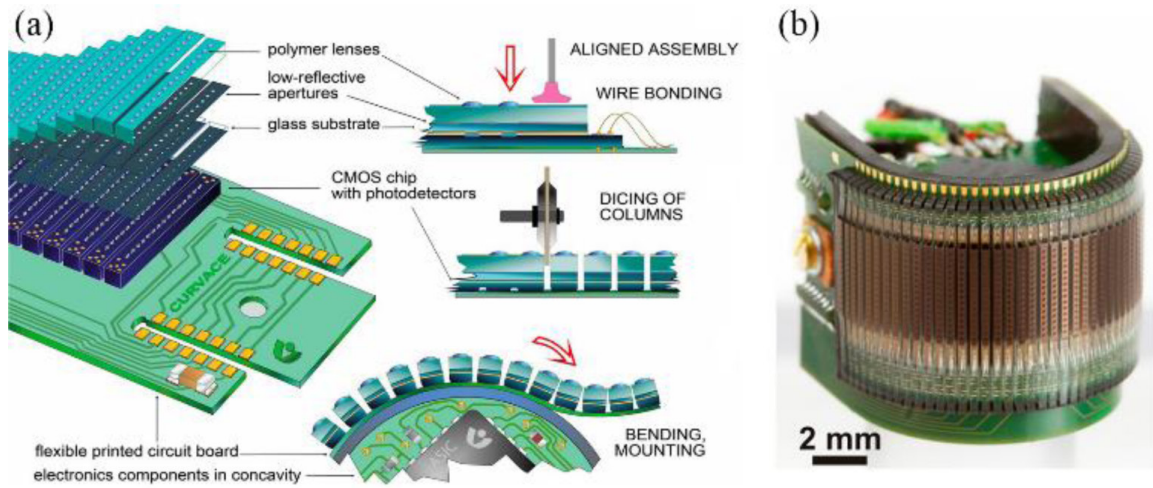 (a)
polymer lenses
low-reflective
apertures
glass substrate
CMOS chip
with photodetectors
CURVACE
flexible printed circuit board
electronics components in concavity
ALIGNED ASSEMBLY
WIRE BONDING
DICING OF
COLUMNS
BENDING,
MOUNTING
SIC
(b)
2 mm